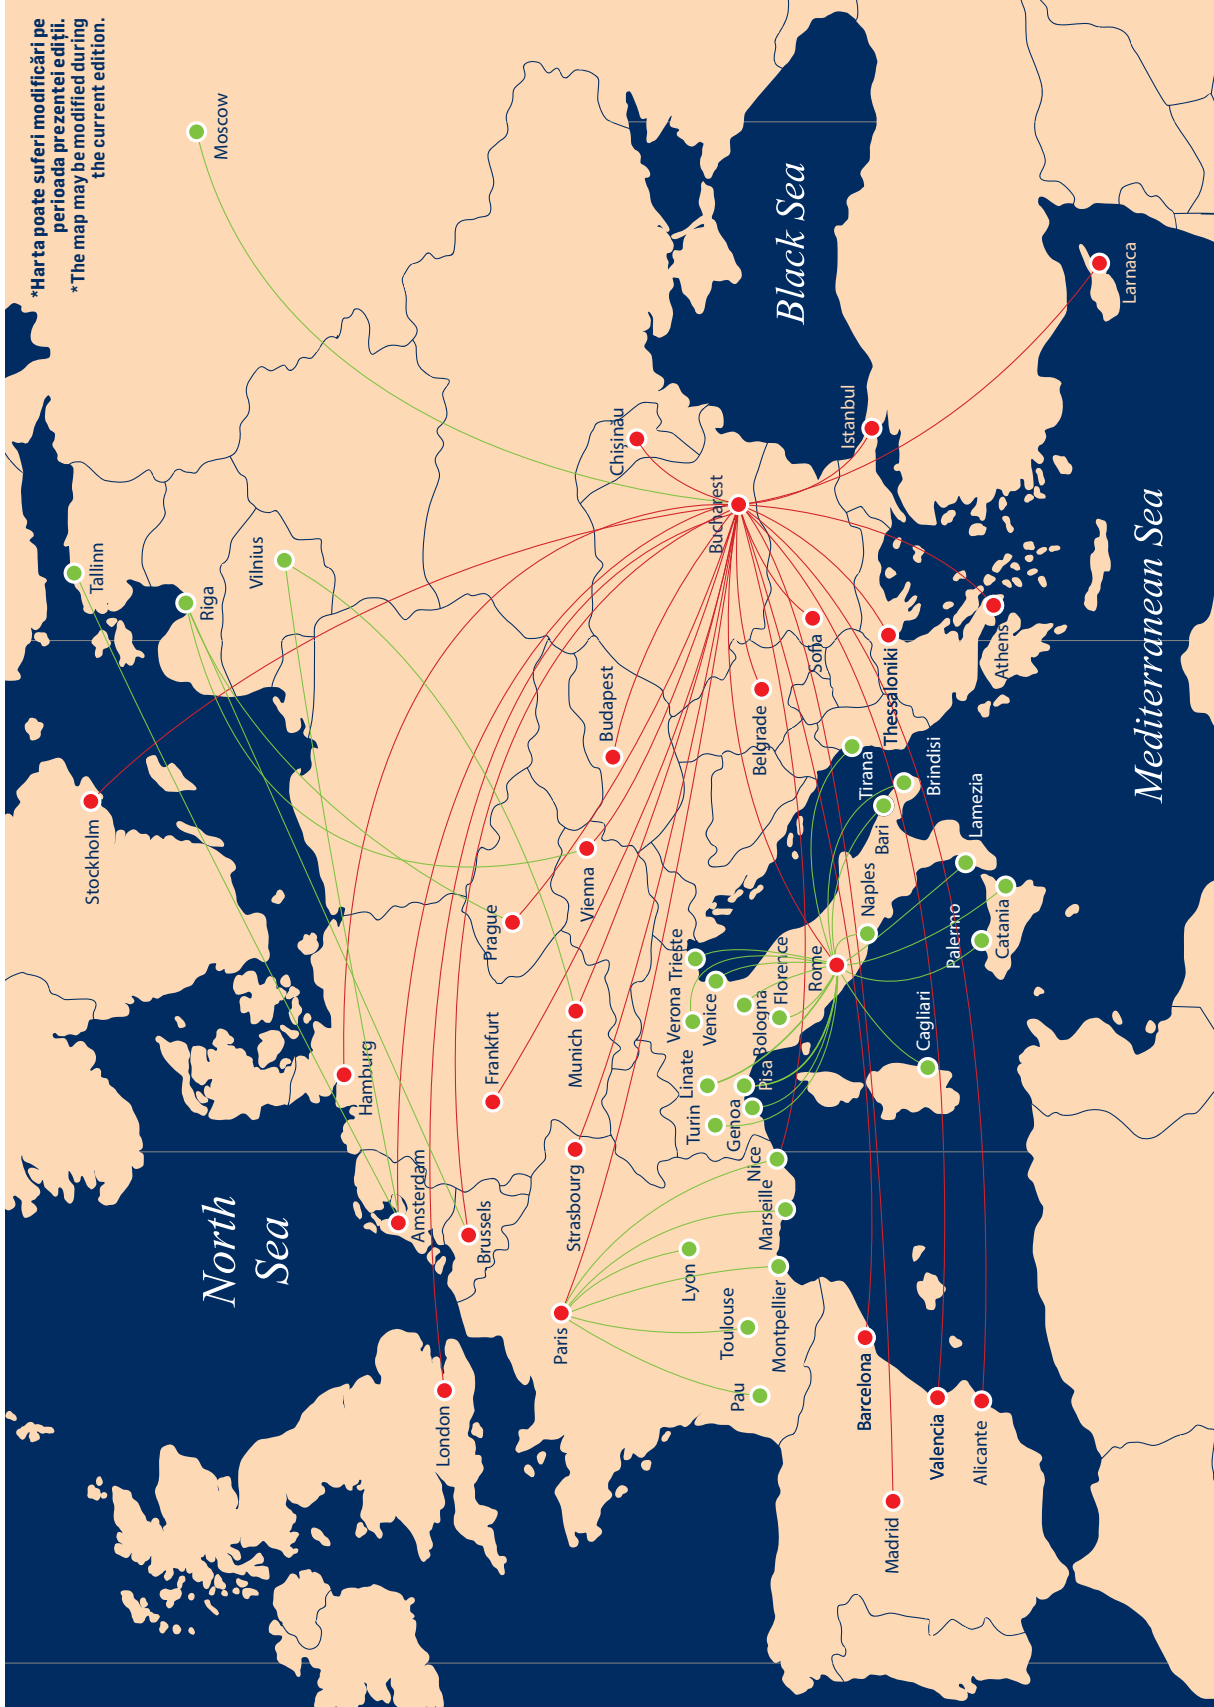 *Harta poate suferi modificări pe
perioada prezentei ediții.
*The map may be modified during
the current edition.
Moscow
Tallinn
Riga
Vilnius
Stockholm
North
Sea
Hamburg
Amsterdam
Brussels
London
Frankfurt
Prague
Munich
Vienna
Budapest
Chișinău
Bucharest
Black Sea
Istanbul
Larnaca
Strasbourg
Paris
Lyon
Toulouse
Pau
Montpellier
Marseille
Nice
Genoa
Turin
Linate
Pisa
Bologna
Verona
Trieste
Venice
Florence
Rome
Naples
Belgrade
Sofia
Thessaloniki
Athens
Tirana
Bari
Brindisi
Lamezia
Palermo
Catania
Cagliari
Barcelona
Valencia
Alicante
Madrid
Mediterranean Sea